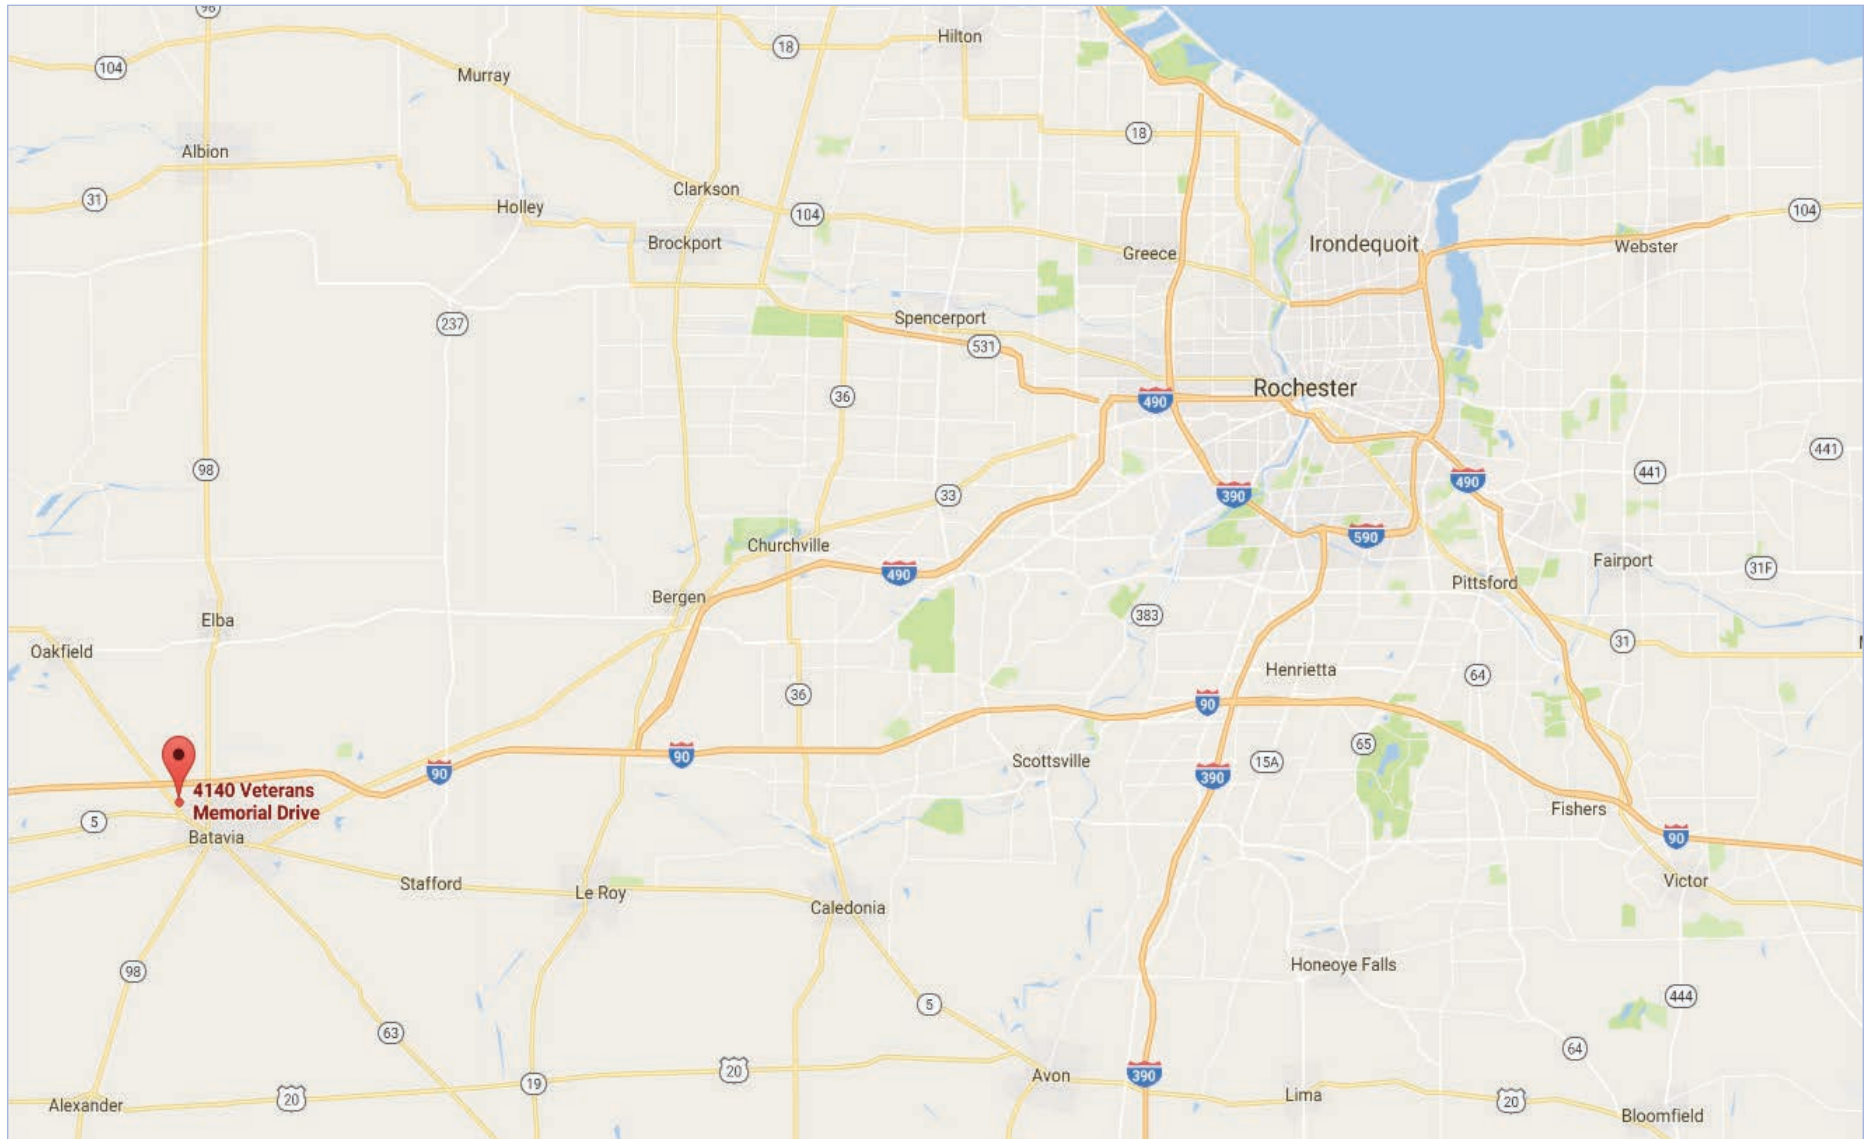 98
18
Hilton
104
Murray
18
Albion
31
Clarkson
Holley
104
104
Brockport
Greece
Irondequoit
Webster
237
Spencerport
531
Rochester
36
490
98
441
441
33
490
390
590
Churchville
490
Fairport
31F
Pittsford
Bergen
383
Elba
31
Oakfield
Henrietta
64
36
90
65
90
90
Scottsville
15A
390
4140 Veterans
Memorial Drive
5
Fishers
90
Batavia
Stafford
Le Roy
Victor
Caledonia
98
Honeoye Falls
5
444
63
64
20
Avon
390
19
20
Lima
20
Alexander
Bloomfield